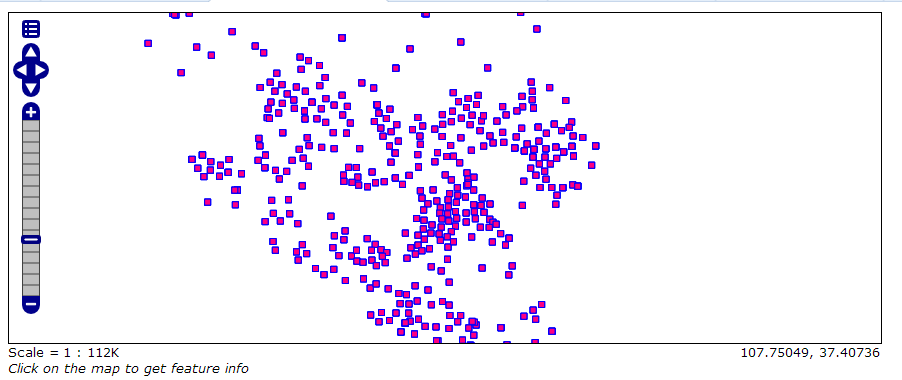 Scale = 1 : 112K
107.75049, 37.40736
Click on the map to get feature info